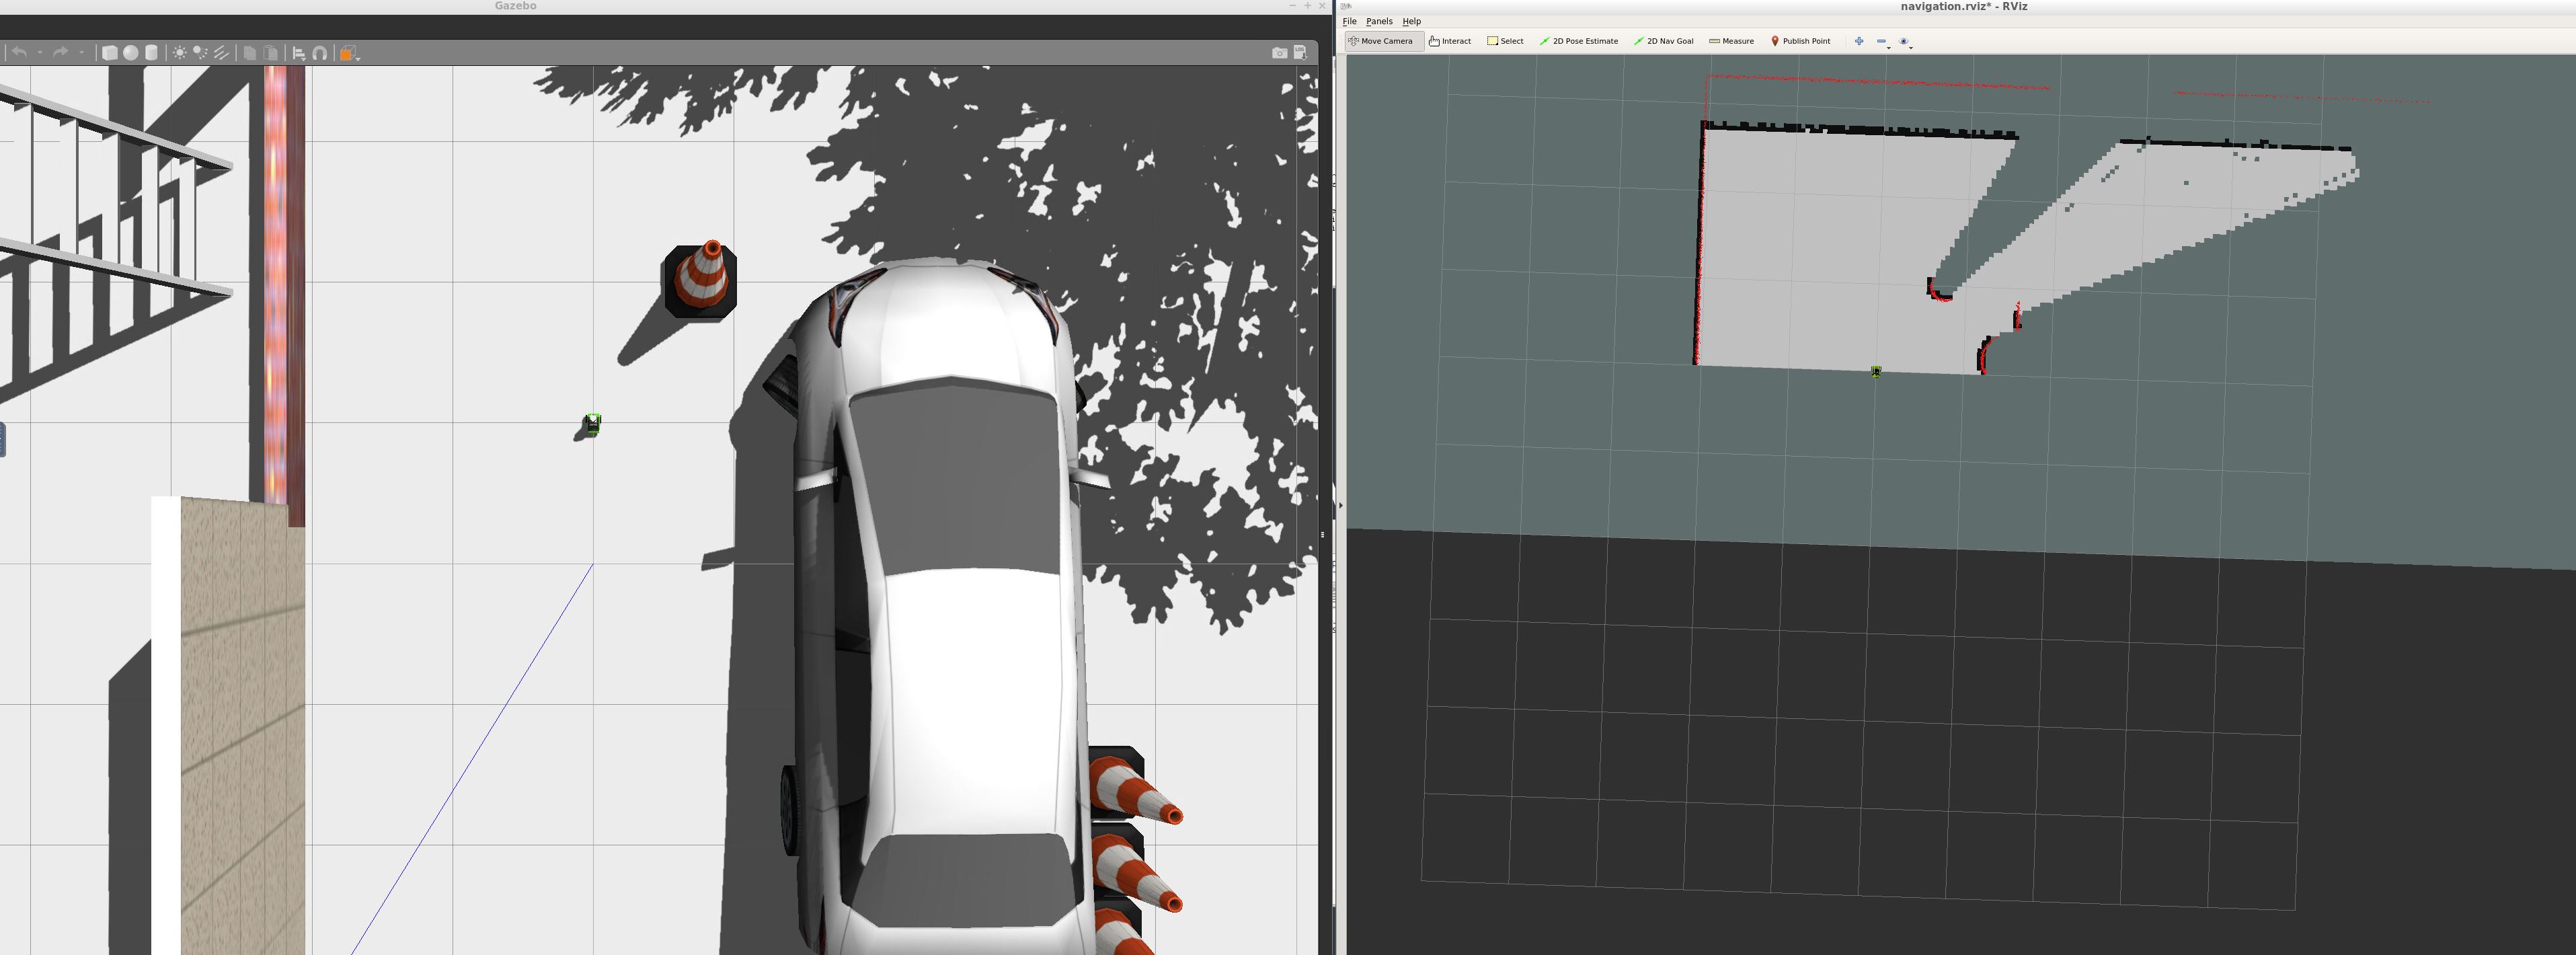 Gazebo
navigation.rviz* - RViz
File Panels Help
Move Camera Interact Select 2D Pose Estimate 2D Nav Goal Measure Publish Point